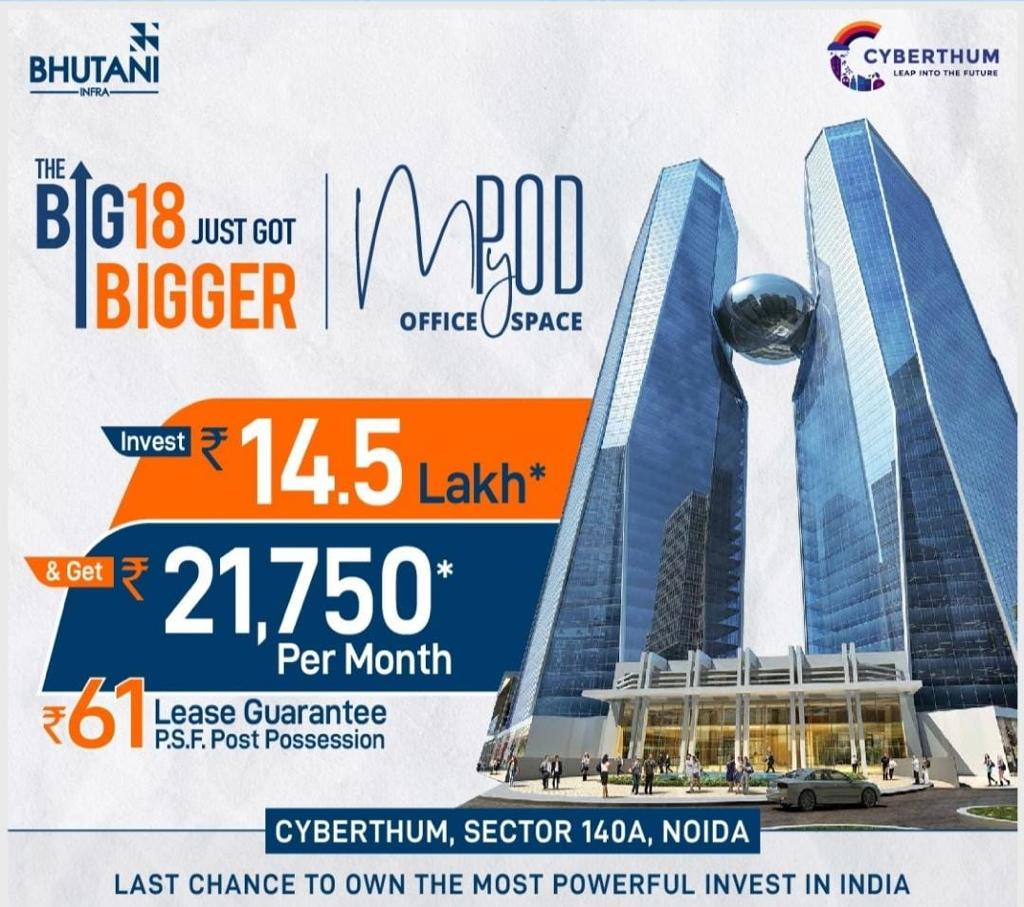 BHUTANI
INFRA
CYBERTHUM
LEAP INTO THE FUTURE
THE
BIG18 JUST GOT
BIGGER
MyPOD
OFFICE SPACE
Invest ₹ 14.5 Lakh*
& Get ₹ 21,750*
Per Month
₹61 Lease Guarantee
P.S.F. Post Possession
CYBERTHUM, SECTOR 140A, NOIDA
LAST CHANCE TO OWN THE MOST POWERFUL INVEST IN INDIA